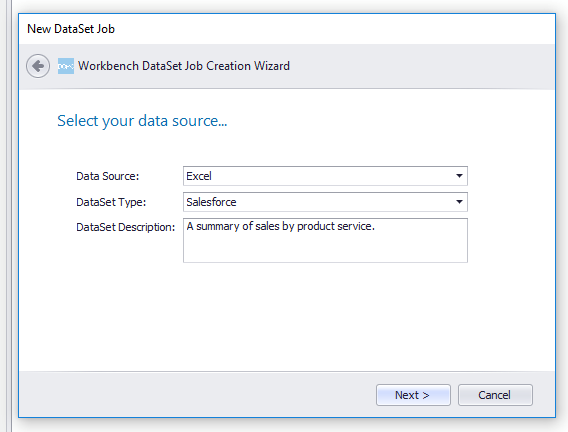 New DataSet Job
Workbench DataSet Job Creation Wizard
Select your data source...
Data Source: Excel
DataSet Type: Salesforce
DataSet Description: A summary of sales by product service.
Next > Cancel